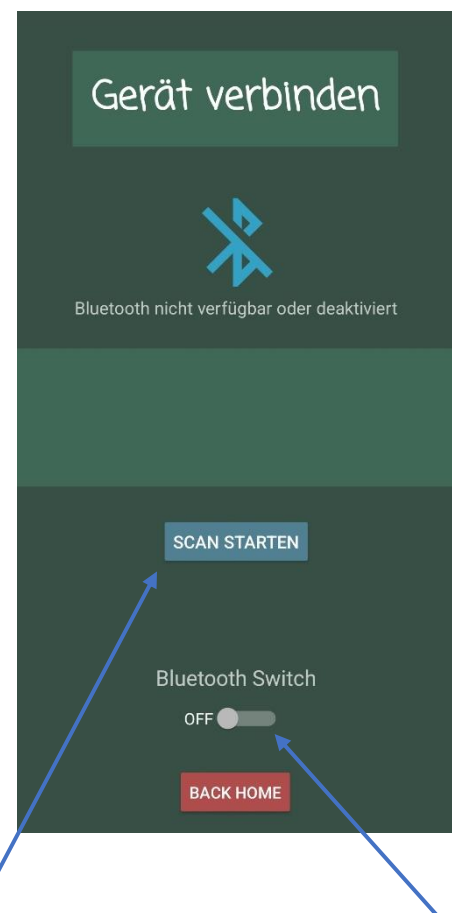 Gerät verbinden
Bluetooth nicht verfügbar oder deaktiviert
SCAN STARTEN
Bluetooth Switch
OFF
BACK HOME